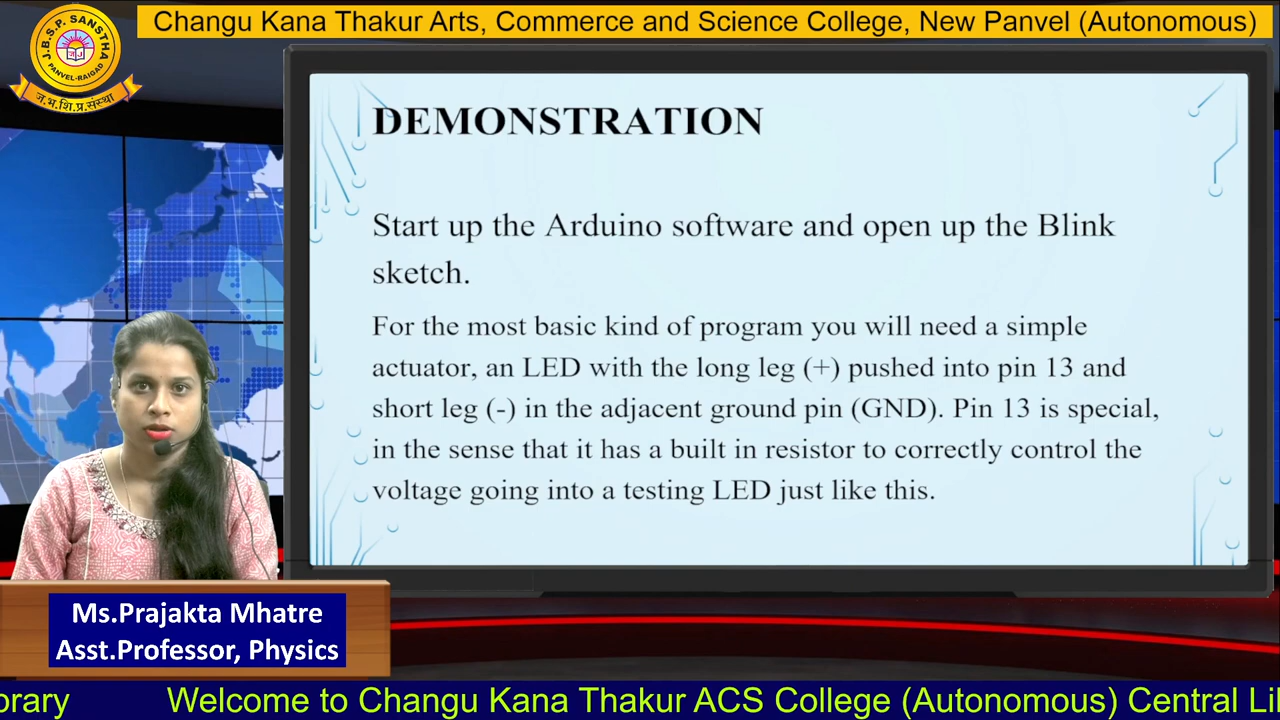 Changu Kana Thakur Arts, Commerce and Science College, New Panvel (Autonomous)
J.B.S.P. SANSTHA
PANVEL-RAIGAD
ज.भ.शि.प्र.संस्था
DEMONSTRATION
Start up the Arduino software and open up the Blink
sketch.
For the most basic kind of program you will need a simple
actuator, an LED with the long leg (+) pushed into pin 13 and
short leg (-) in the adjacent ground pin (GND). Pin 13 is special,
in the sense that it has a built in resistor to correctly control the
voltage going into a testing LED just like this.
Ms.Prajakta Mhatre
Asst.Professor, Physics
orary Welcome to Changu Kana Thakur ACS College (Autonomous) Central Li